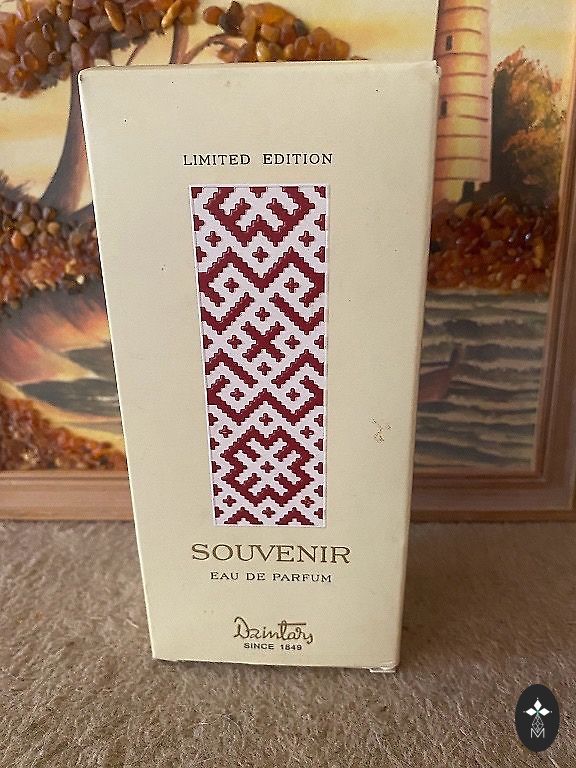 LIMITED EDITION
SOUVENIR
EAU DE PARFUM
Dzintars
SINCE 1849